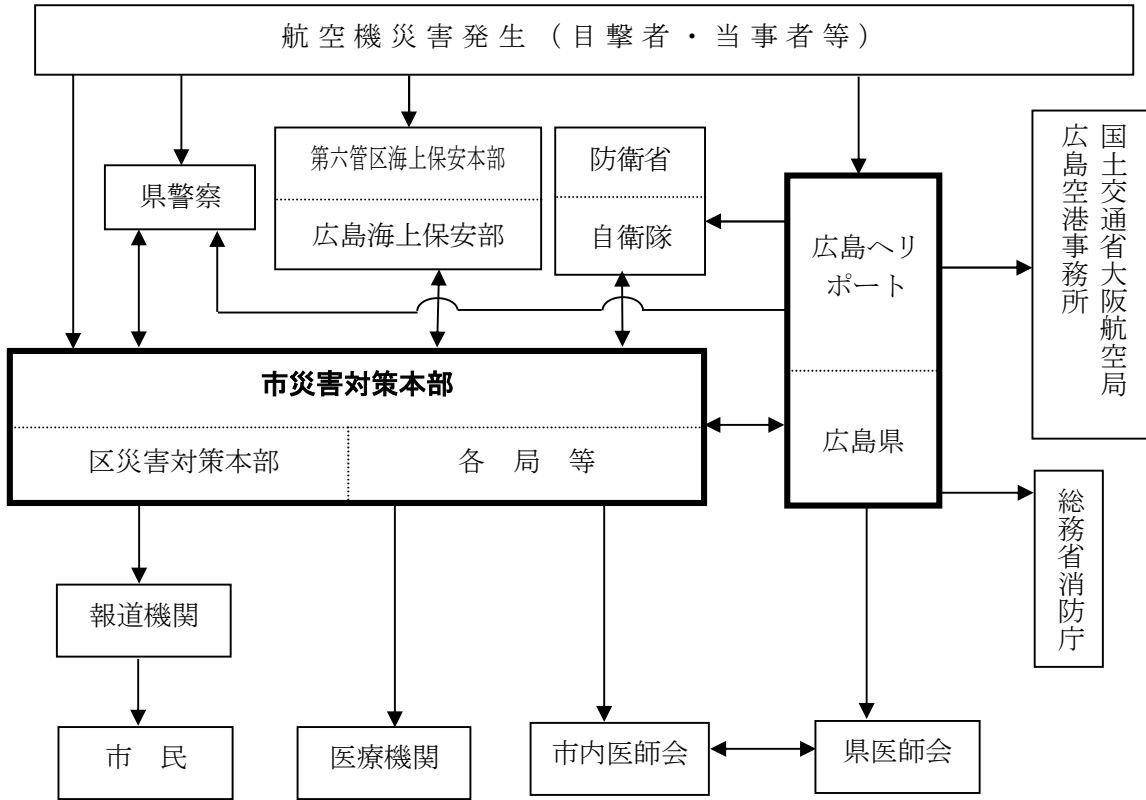 航空機災害発生（目撃者・当事者等）
県警察
第六管区海上保安本部
広島海上保安部
防衛省
自衛隊
広島ヘリ
ポート
広島県
国土交通省大阪航空局
広島空港事務所
市災害対策本部
区災害対策本部
各　局　等
総務省消防庁
報道機関
市　民
医療機関
市内医師会
県医師会